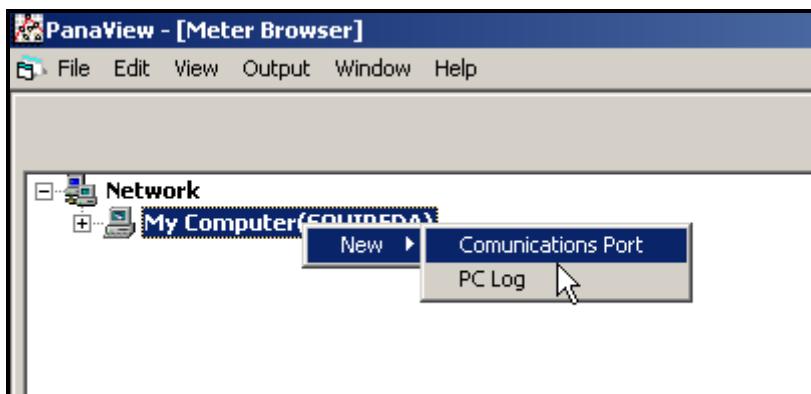 PanaView - [Meter Browser]
File Edit View Output Window Help
Network
My Computer(
New Comunications Port
PC Log